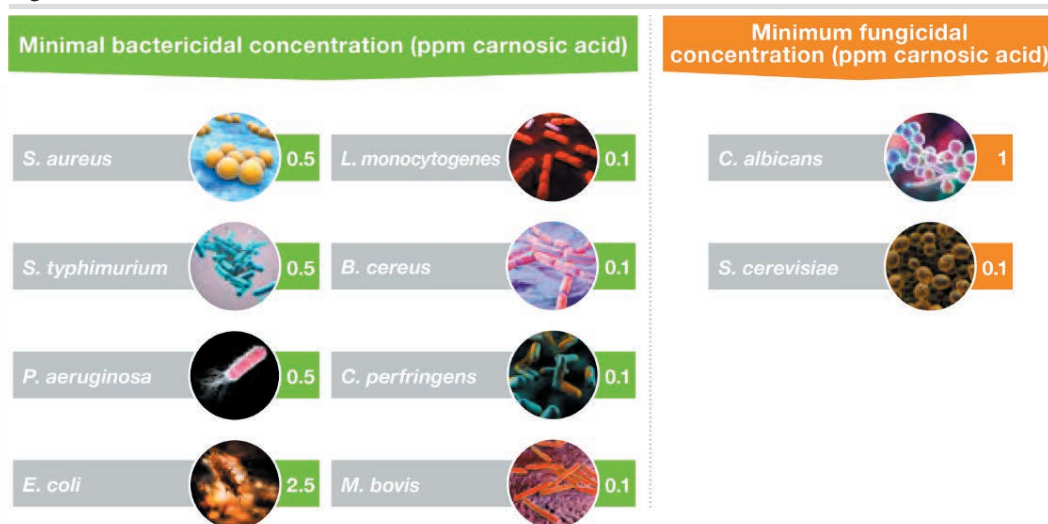 Minimal bactericidal concentration (ppm carnosic acid)
Minimum fungicidal
concentration (ppm carnosic acid)
S. aureus 0.5
L. monocytogenes 0.1
C. albicans 1
S. typhimurium 0.5
B. cereus 0.1
S. cerevisiae 0.1
P. aeruginosa 0.5
C. perfringens 0.1
E. coli 2.5
M. bovis 0.1